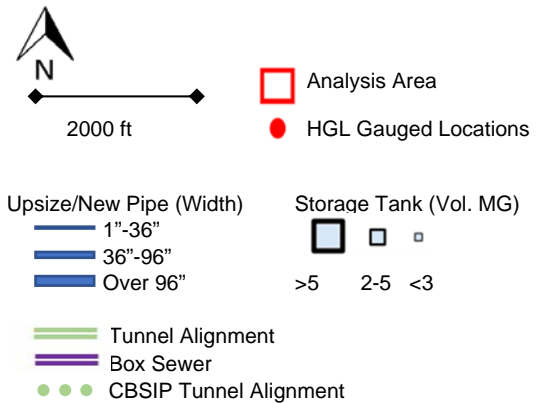 N
2000 ft
Analysis Area
HGL Gauged Locations
Upsize/New Pipe (Width)
1”-36”
36”-96”
Over 96”
Storage Tank (Vol. MG)
>5 2-5 <3
Tunnel Alignment
Box Sewer
CBSIP Tunnel Alignment